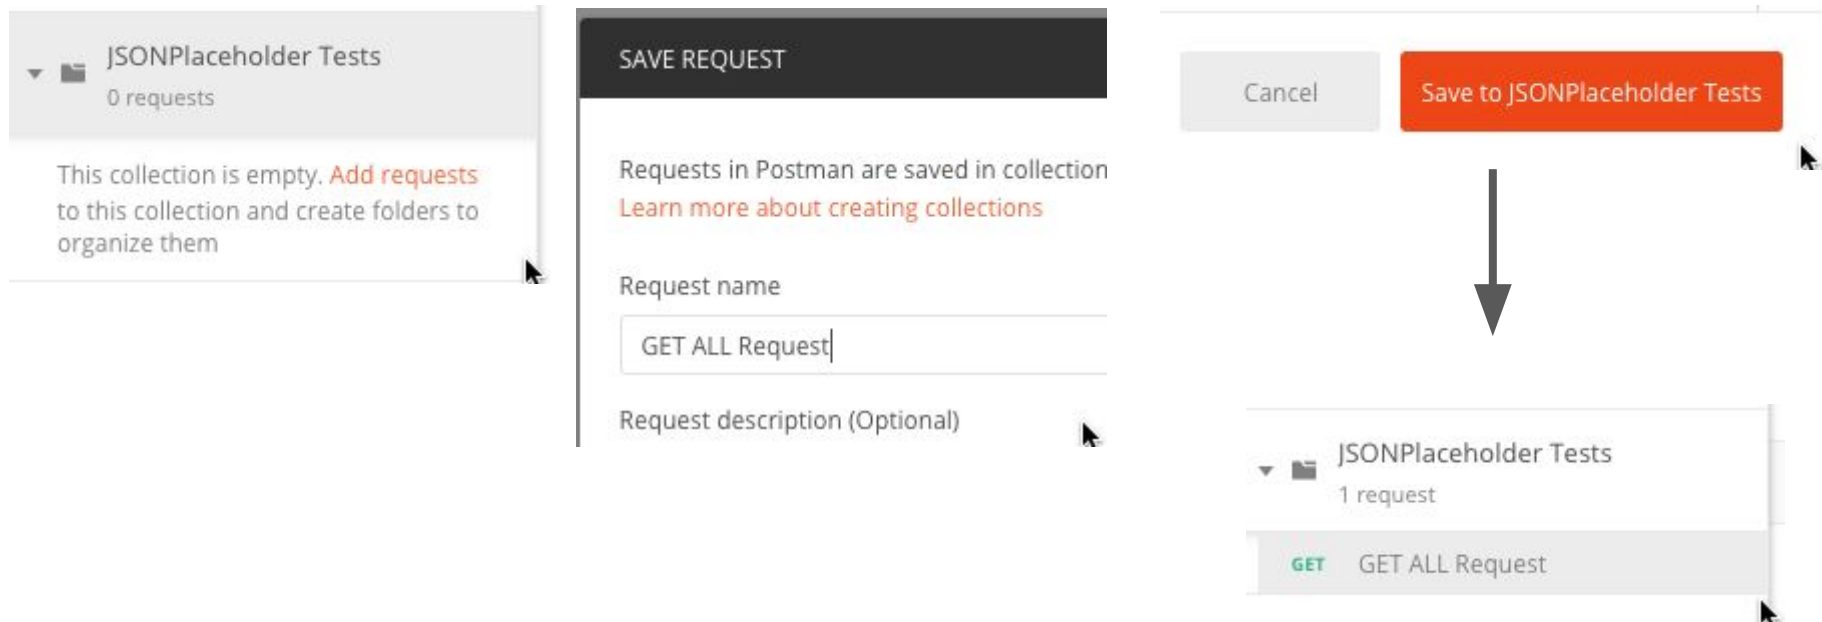 JSONPlaceholder Tests
0 requests
This collection is empty. Add requests
to this collection and create folders to
organize them
SAVE REQUEST
Requests in Postman are saved in collection
Learn more about creating collections
Request name
GET ALL Request
Request description (Optional)
Cancel
Save to JSONPlaceholder Tests
JSONPlaceholder Tests
1 request
GET GET ALL Request